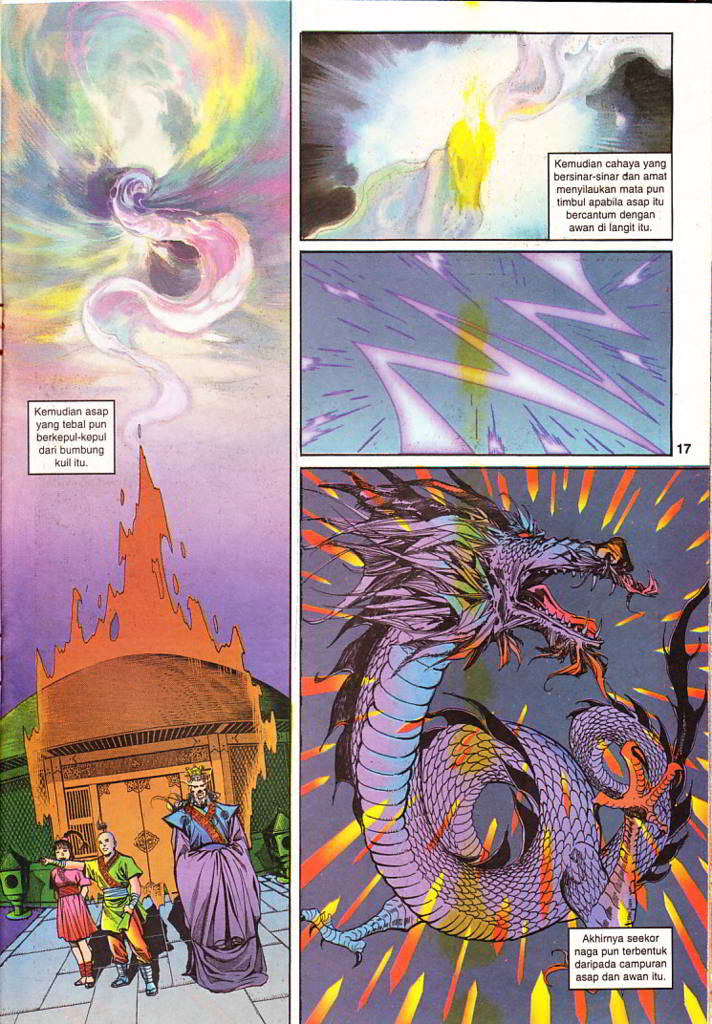 Kemudian asap
yang tebal pun
berkepul-kepul
dari bumbung
kuil itu.
Kemudian cahaya yang
bersinar-sinar dan amat
menyilaukan mata pun
timbul apabila asap itu
bercantum dengan
awan di langit itu.
17
Akhirnya seekor
naga pun terbentuk
daripada campuran
asap dan awan itu.